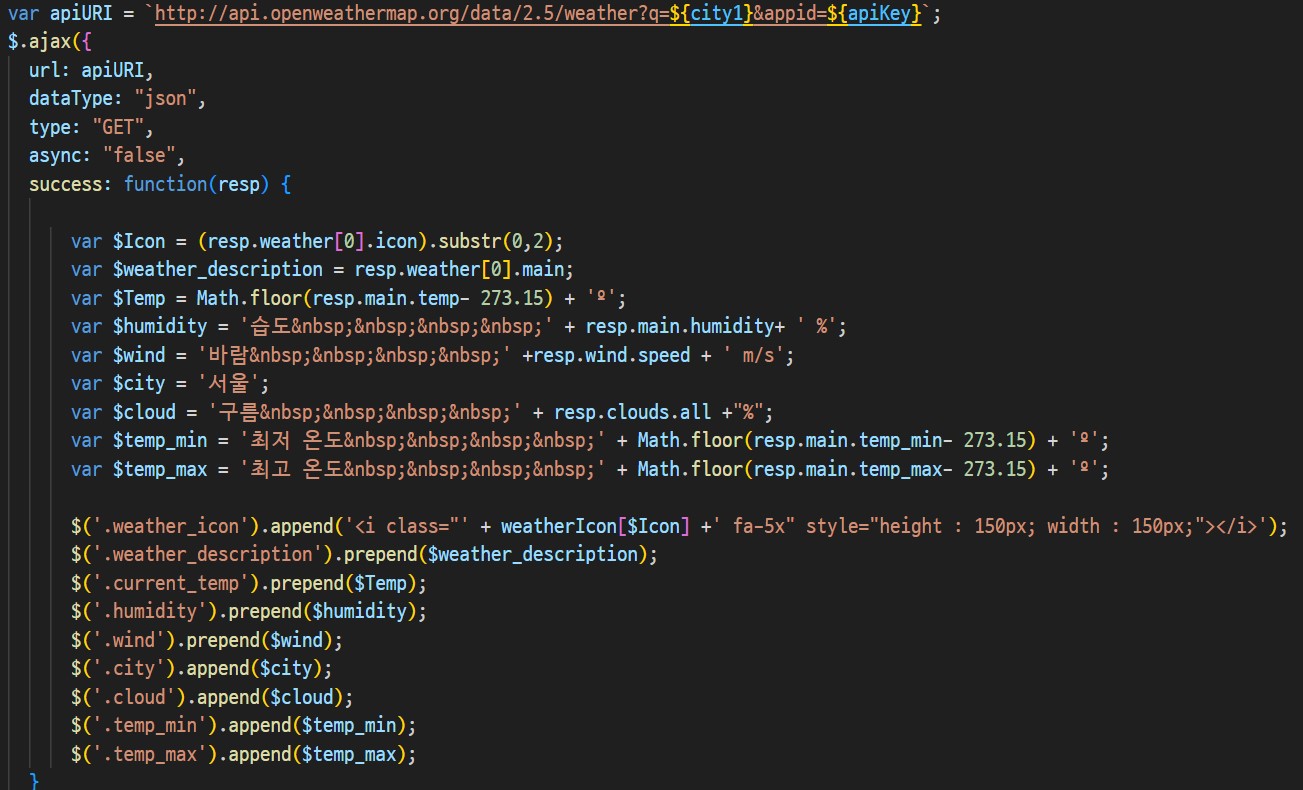 var apiURI = `http://api.openweathermap.org/data/2.5/weather?q=${city1}&appid=${apiKey}`;
$.ajax({
  url: apiURI,
  dataType: "json",
  type: "GET",
  async: "false",
  success: function(resp) {

      var $Icon = (resp.weather[0].icon).substr(0,2);
      var $weather_description = resp.weather[0].main;
      var $Temp = Math.floor(resp.main.temp- 273.15) + 'º';
      var $humidity = '습도&nbsp;&nbsp;&nbsp;&nbsp;' + resp.main.humidity+ ' %';
      var $wind = '바람&nbsp;&nbsp;&nbsp;&nbsp;' +resp.wind.speed + ' m/s';
      var $city = '서울';
      var $cloud = '구름&nbsp;&nbsp;&nbsp;&nbsp;' + resp.clouds.all +"%";
      var $temp_min = '최저 온도&nbsp;&nbsp;&nbsp;&nbsp;' + Math.floor(resp.main.temp_min- 273.15) + 'º';
      var $temp_max = '최고 온도&nbsp;&nbsp;&nbsp;&nbsp;' + Math.floor(resp.main.temp_max- 273.15) + 'º';

      $('.weather_icon').append('<i class="' + weatherIcon[$Icon] +' fa-5x" style="height : 150px; width : 150px;"></i>');
      $('.weather_description').prepend($weather_description);
      $('.current_temp').prepend($Temp);
      $('.humidity').prepend($humidity);
      $('.wind').prepend($wind);
      $('.city').append($city);
      $('.cloud').append($cloud);
      $('.temp_min').append($temp_min);
      $('.temp_max').append($temp_max);
  }